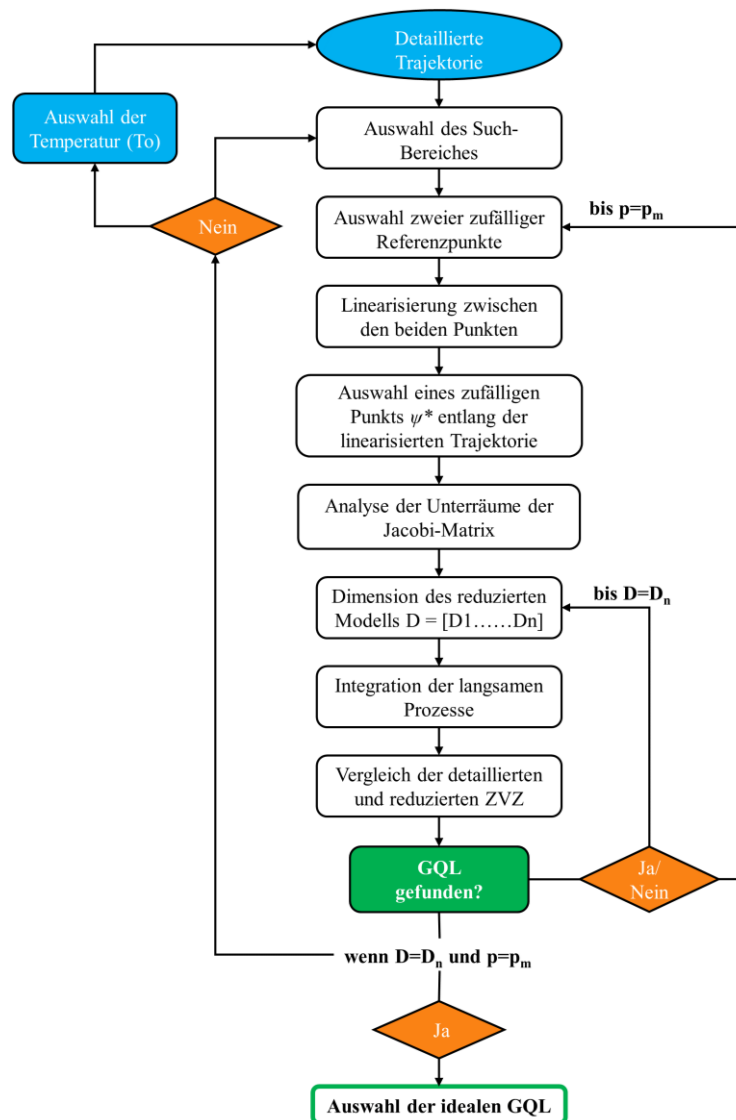 Detaillierte
Trajektorie
Auswahl der
Temperatur (To)
Auswahl des Such-
Bereiches
Nein
Auswahl zweier zufälliger
Referenzpunkte
bis p=pₘ
Linearisierung zwischen
den beiden Punkten
Auswahl eines zufälligen
Punkts ψ* entlang der
linearisierten Trajektorie
Analyse der Unterräume der
Jacobi-Matrix
Dimension des reduzierten
Modells D = [D1……Dn]
bis D=Dₙ
Integration der langsamen
Prozesse
Vergleich der detaillierten
und reduzierten ZVZ
GQL
gefunden?
Ja/
Nein
wenn D=Dₙ und p=pₘ
Ja
Auswahl der idealen GQL